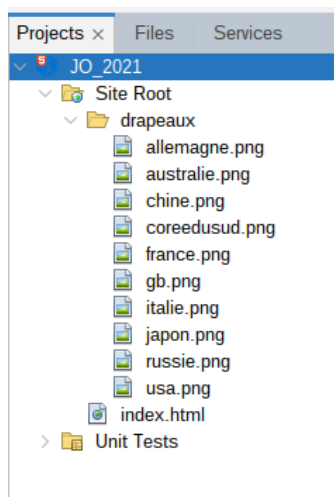 Projects × Files Services
JO_2021
Site Root
drapeaux
allemagne.png
australie.png
chine.png
coreedusud.png
france.png
gb.png
italie.png
japon.png
russie.png
usa.png
index.html
Unit Tests